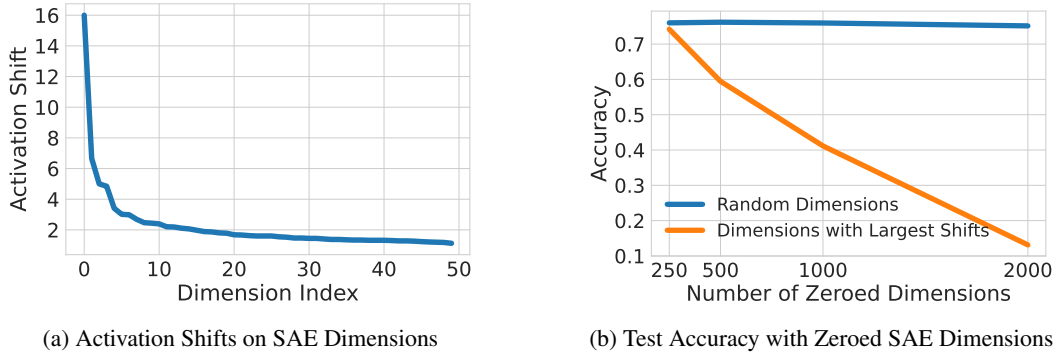 16
14
12
10
8
6
4
2
Activation Shift
0 10 20 30 40 50
Dimension Index
(a) Activation Shifts on SAE Dimensions
0.7
0.6
0.5
0.4
0.3
0.2
0.1
Accuracy
Random Dimensions
Dimensions with Largest Shifts
250 500 1000 2000
Number of Zeroed Dimensions
(b) Test Accuracy with Zeroed SAE Dimensions